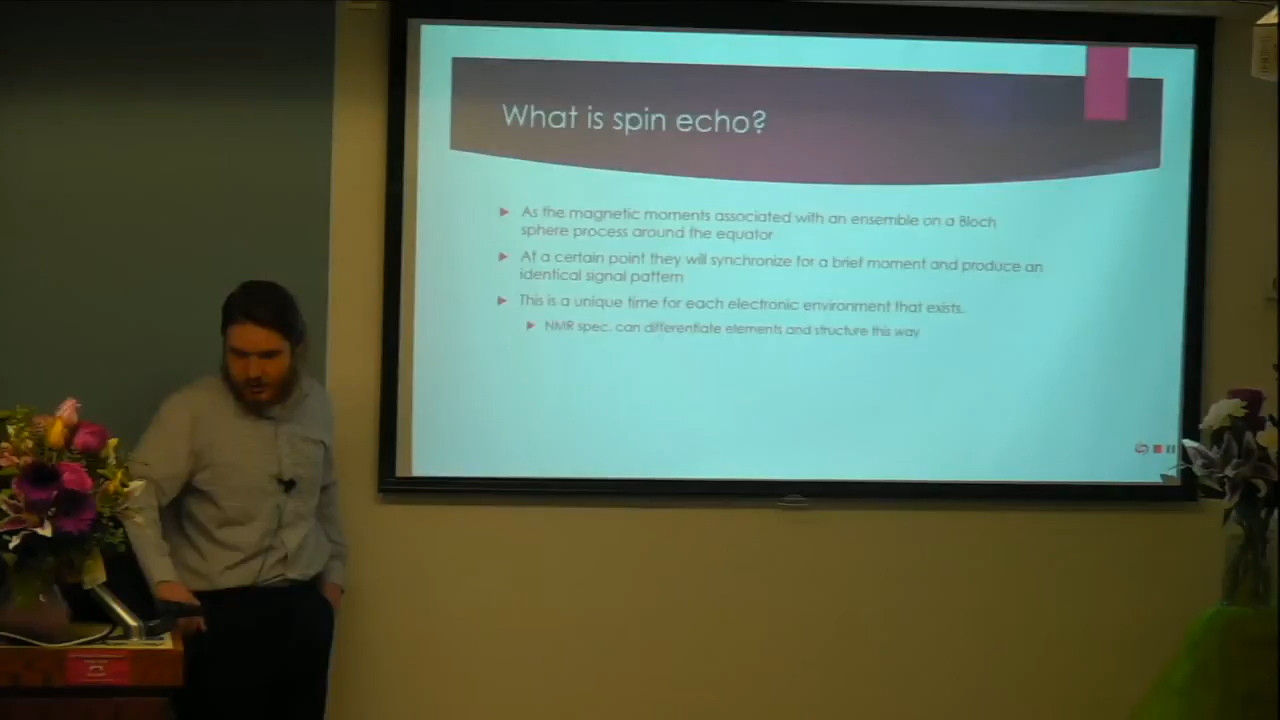 What is spin echo?
As the magnetic moments associated with an ensemble on a Bloch
sphere process around the equator
At a certain point they will synchronize for a brief moment and produce an
identical signal pattern
This is a unique time for each electronic environment that exists.
NMR spec. can differentiate elements and structure this way